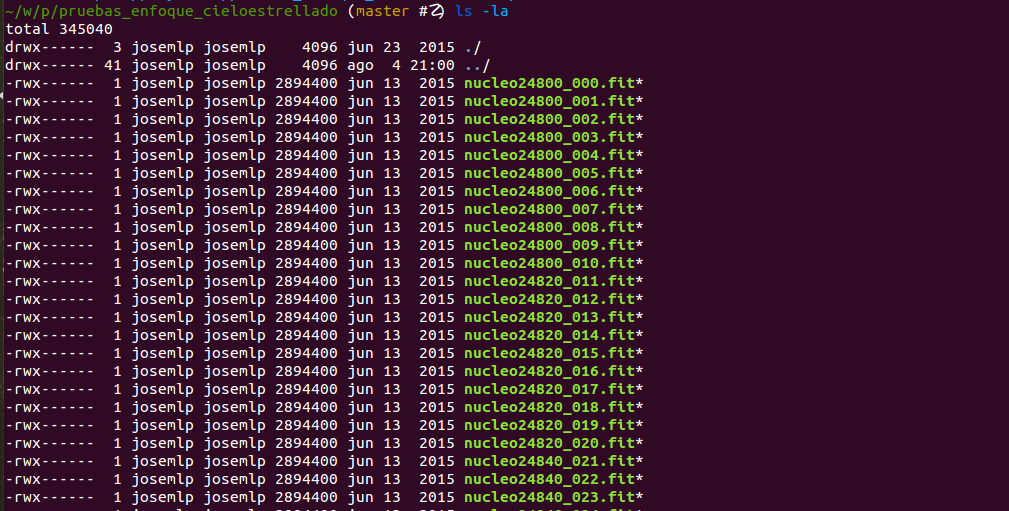 ~/w/p/pruebas_enfoque_cieloestrellado (master #☡) ls -la
total 345040
drwx------  3 josemlp josemlp    4096 jun 23  2015 ./
drwx------ 41 josemlp josemlp    4096 ago  4 21:00 ../
-rwx------  1 josemlp josemlp 2894400 jun 13  2015 nucleo24800_000.fit*
-rwx------  1 josemlp josemlp 2894400 jun 13  2015 nucleo24800_001.fit*
-rwx------  1 josemlp josemlp 2894400 jun 13  2015 nucleo24800_002.fit*
-rwx------  1 josemlp josemlp 2894400 jun 13  2015 nucleo24800_003.fit*
-rwx------  1 josemlp josemlp 2894400 jun 13  2015 nucleo24800_004.fit*
-rwx------  1 josemlp josemlp 2894400 jun 13  2015 nucleo24800_005.fit*
-rwx------  1 josemlp josemlp 2894400 jun 13  2015 nucleo24800_006.fit*
-rwx------  1 josemlp josemlp 2894400 jun 13  2015 nucleo24800_007.fit*
-rwx------  1 josemlp josemlp 2894400 jun 13  2015 nucleo24800_008.fit*
-rwx------  1 josemlp josemlp 2894400 jun 13  2015 nucleo24800_009.fit*
-rwx------  1 josemlp josemlp 2894400 jun 13  2015 nucleo24800_010.fit*
-rwx------  1 josemlp josemlp 2894400 jun 13  2015 nucleo24820_011.fit*
-rwx------  1 josemlp josemlp 2894400 jun 13  2015 nucleo24820_012.fit*
-rwx------  1 josemlp josemlp 2894400 jun 13  2015 nucleo24820_013.fit*
-rwx------  1 josemlp josemlp 2894400 jun 13  2015 nucleo24820_014.fit*
-rwx------  1 josemlp josemlp 2894400 jun 13  2015 nucleo24820_015.fit*
-rwx------  1 josemlp josemlp 2894400 jun 13  2015 nucleo24820_016.fit*
-rwx------  1 josemlp josemlp 2894400 jun 13  2015 nucleo24820_017.fit*
-rwx------  1 josemlp josemlp 2894400 jun 13  2015 nucleo24820_018.fit*
-rwx------  1 josemlp josemlp 2894400 jun 13  2015 nucleo24820_019.fit*
-rwx------  1 josemlp josemlp 2894400 jun 13  2015 nucleo24820_020.fit*
-rwx------  1 josemlp josemlp 2894400 jun 13  2015 nucleo24840_021.fit*
-rwx------  1 josemlp josemlp 2894400 jun 13  2015 nucleo24840_022.fit*
-rwx------  1 josemlp josemlp 2894400 jun 13  2015 nucleo24840_023.fit*